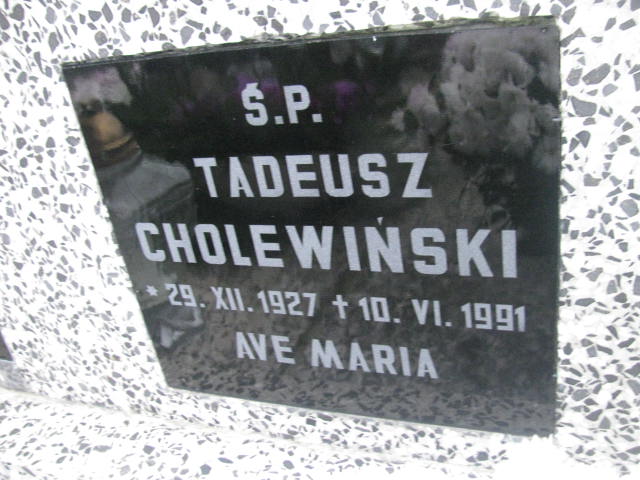 Ś.P.
TADEUSZ
CHOLEWIŃSKI
* 29. XII. 1927 ✝ 10. VI. 1991
AVE MARIA